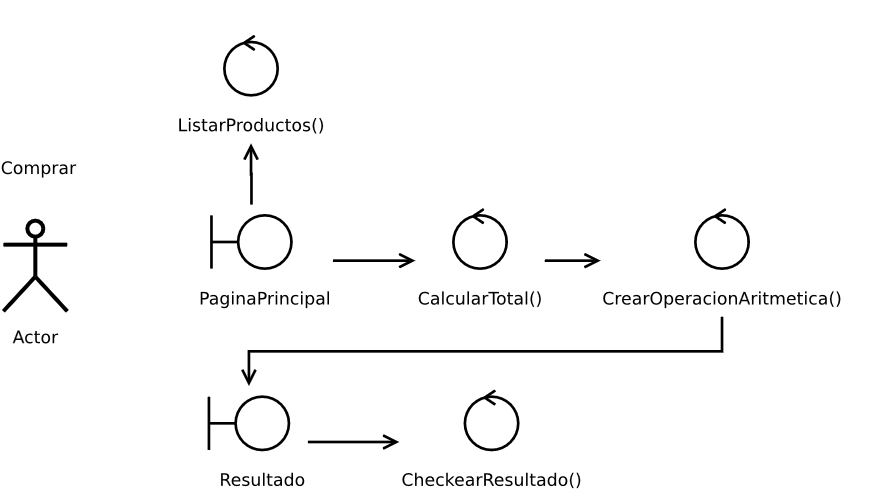 ListarProductos()
Comprar
PaginaPrincipal
CalcularTotal()
CrearOperacionAritmetica()
Actor
Resultado
CheckearResultado()